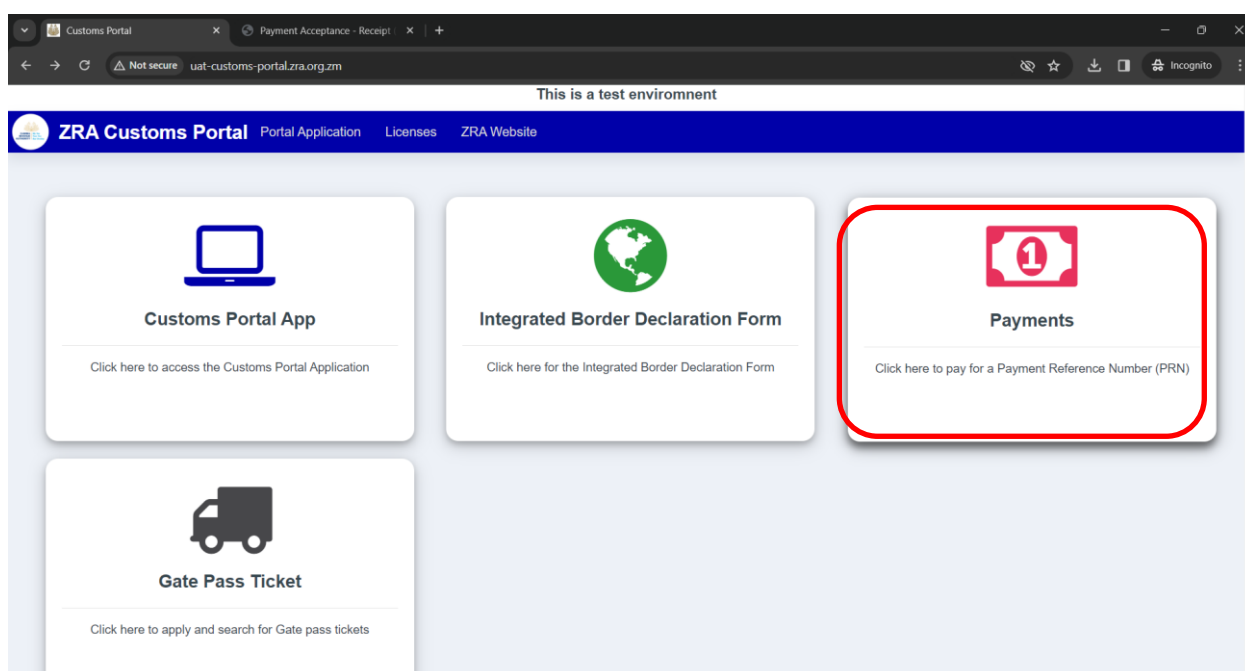 Customs Portal
Payment Acceptance - Receipt
Not secure uat-customs-portal.zra.org.zm
Incognito
This is a test enviromnent
ZRA Customs Portal Portal Application Licenses ZRA Website
1
Customs Portal App
Click here to access the Customs Portal Application
Integrated Border Declaration Form
Click here for the Integrated Border Declaration Form
Payments
Click here to pay for a Payment Reference Number (PRN)
Gate Pass Ticket
Click here to apply and search for Gate pass tickets